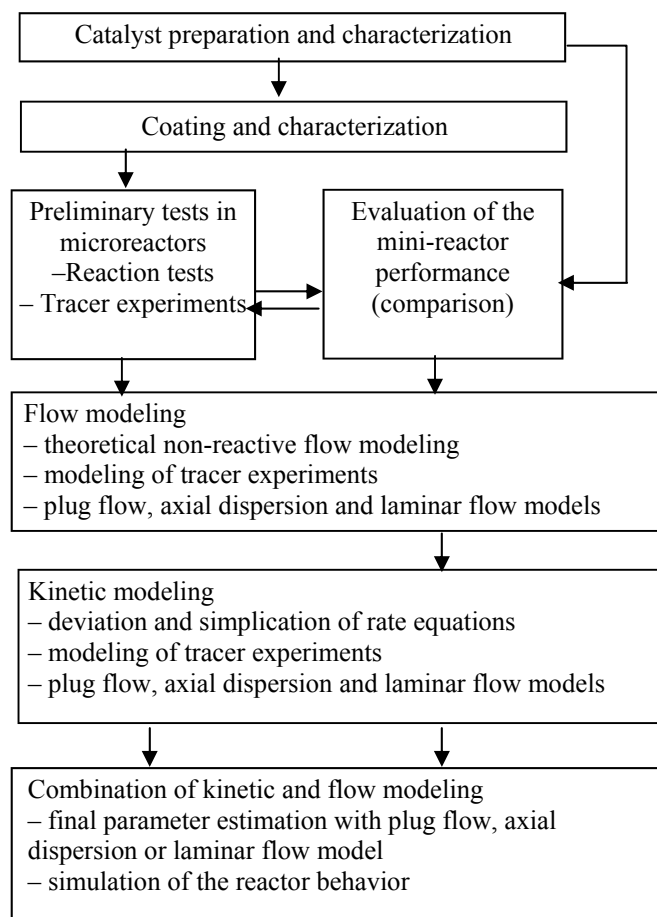 Catalyst preparation and characterization
Coating and characterization
Preliminary tests in
microreactors
–Reaction tests
– Tracer experiments
Evaluation of the
mini-reactor
performance
(comparison)
Flow modeling
– theoretical non-reactive flow modeling
– modeling of tracer experiments
– plug flow, axial dispersion and laminar flow models
Kinetic modeling
– deviation and simplication of rate equations
– modeling of tracer experiments
– plug flow, axial dispersion and laminar flow models
Combination of kinetic and flow modeling
– final parameter estimation with plug flow, axial
dispersion or laminar flow model
– simulation of the reactor behavior